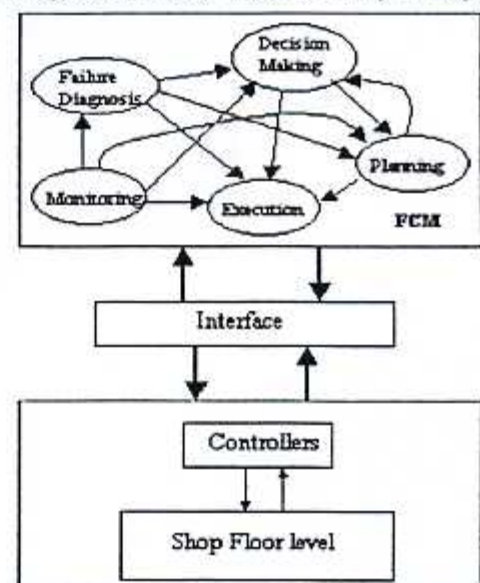 Decision
Making
Failure
Diagnosis
Planning
Monitoring
Execution
FCM
Interface
Controllers
Shop Floor level